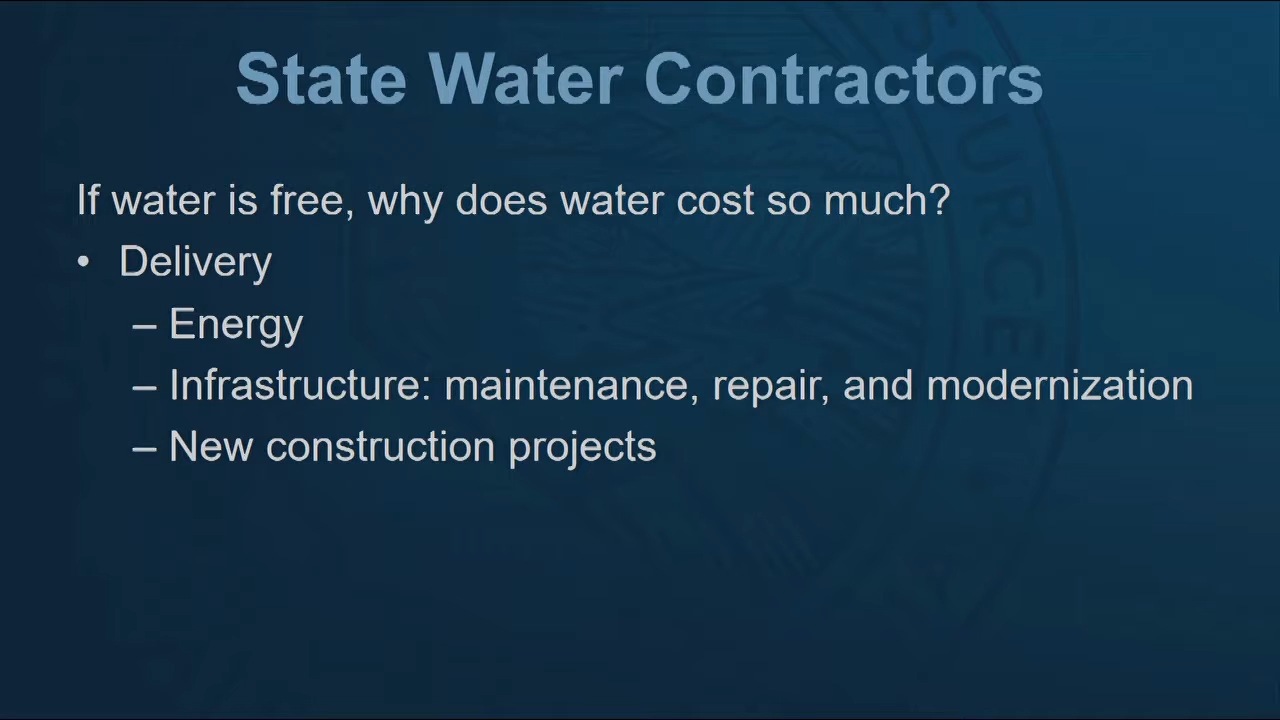 State Water Contractors
If water is free, why does water cost so much?
• Delivery
– Energy
– Infrastructure: maintenance, repair, and modernization
– New construction projects